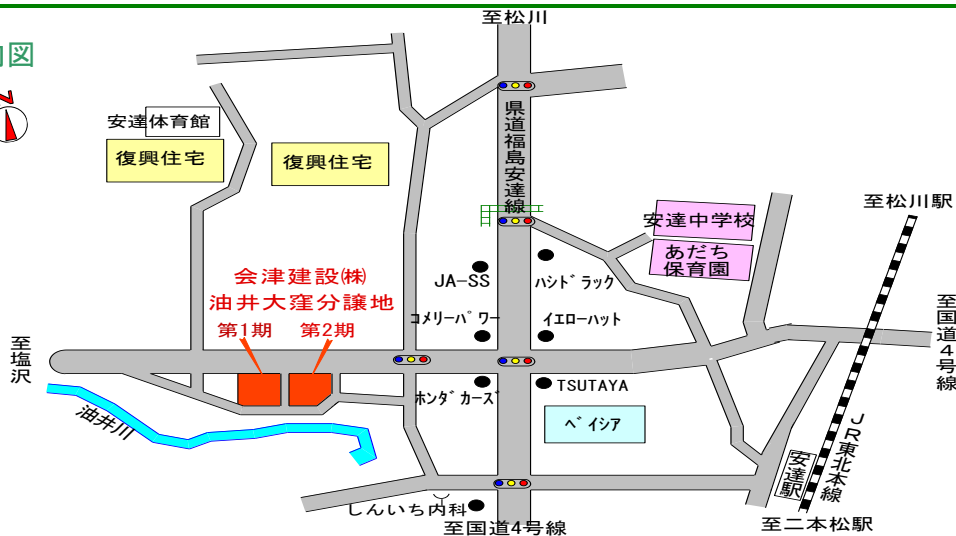 至松川
内図
県道福島安達線
安達体育館
復興住宅
復興住宅
安達中学校
あだち
保育園
至松川駅
会津建設㈱
油井大窪分譲地
第1期 第2期
JA-SS
ハシドラッグ
コメリーパワー
イエローハット
至国道4号線
至塩沢
ホンダカーズ
TSUTAYA
ベイシア
油井川
JR東北本線
安達駅
しんいち内科
至国道4号線
至二本松駅